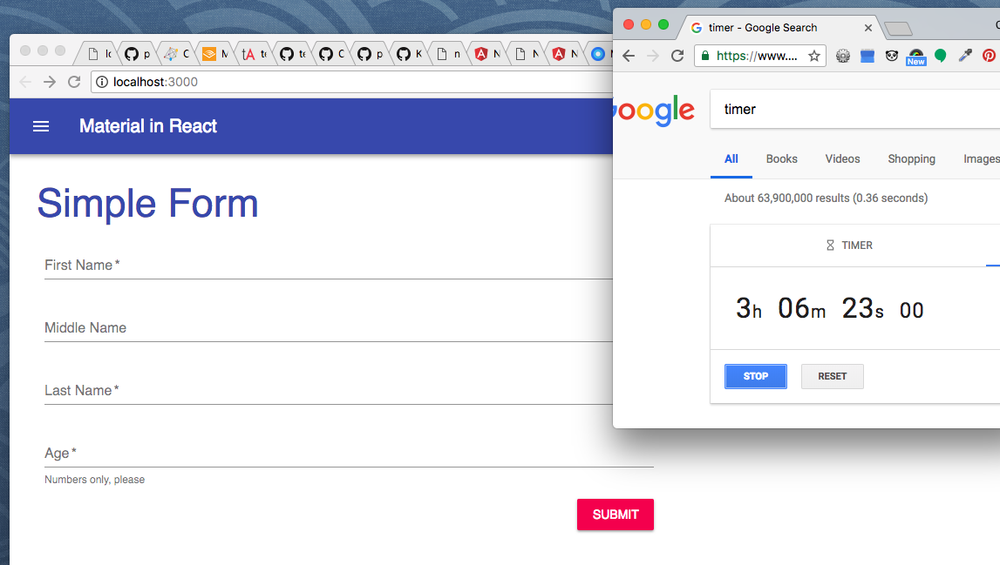 timer - Google Search
https://www....
New
localhost:3000
Material in React
Simple Form
First Name *
Middle Name
Last Name *
Age *
Numbers only, please
SUBMIT
oogle
timer
All Books Videos Shopping Images
About 63,900,000 results (0.36 seconds)
TIMER
3h 06m 23s 00
STOP RESET